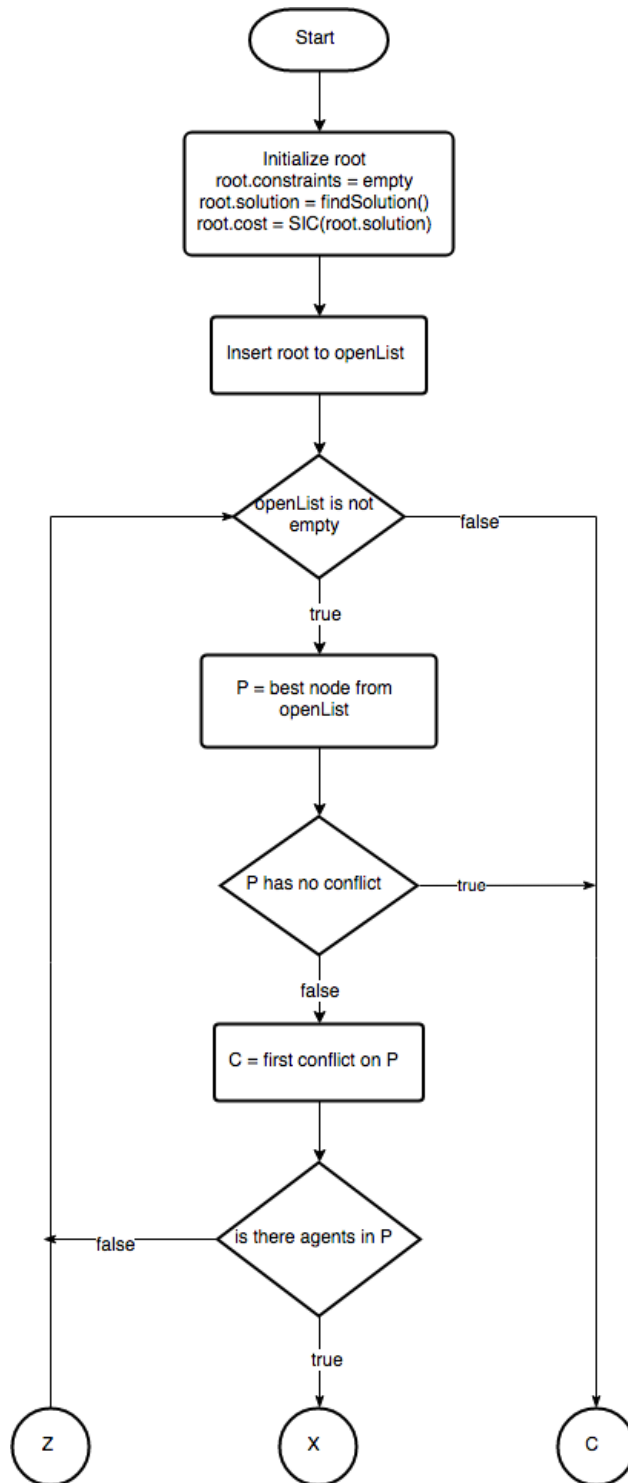 Start
Initialize root
root.constraints = empty
root.solution = findSolution()
root.cost = SIC(root.solution)
Insert root to openList
openList is not
empty
false
true
P = best node from
openList
P has no conflict
true
false
C = first conflict on P
is there agents in P
false
true
Z
X
C